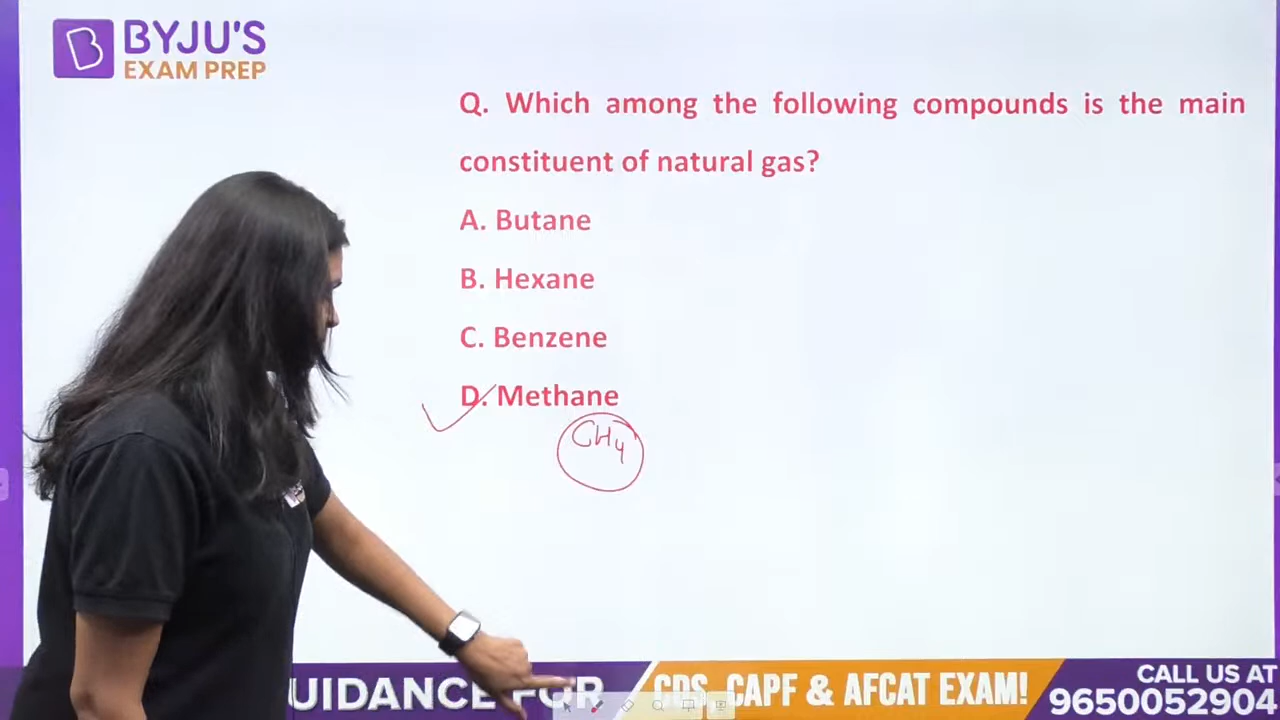 BYJU'S
EXAM PREP
Q. Which among the following compounds is the main
constituent of natural gas?
A. Butane
B. Hexane
C. Benzene
D. Methane
CH4
UIDANCE FOR
CDS, CAPF & AFCAT EXAM!
CALL US AT
9650052904